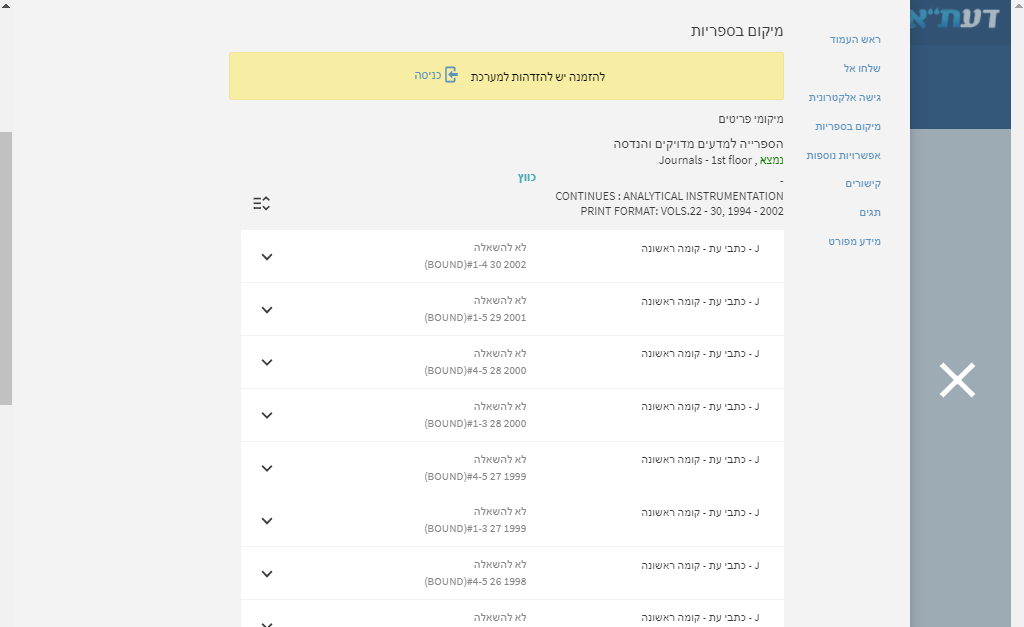 דעת"א
ראש העמוד
שלחו אל
גישה אלקטרונית
מיקום בספריות
אפשרויות נוספות
קישורים
תגים
מידע מפורט
מיקום בספריות
להזמנה יש להזדהות למערכת כניסה
מיקומי פריטים
הספרייה למדעים מדויקים והנדסה
נמצא , Journals - 1st floor
-
כווץ
CONTINUES : ANALYTICAL INSTRUMENTATION
PRINT FORMAT: VOLS.22 - 30, 1994 - 2002
J - כתבי עת - קומה ראשונה
לא להשאלה
(BOUND)#1-4 30 2002
J - כתבי עת - קומה ראשונה
לא להשאלה
(BOUND)#1-5 29 2001
J - כתבי עת - קומה ראשונה
לא להשאלה
(BOUND)#4-5 28 2000
J - כתבי עת - קומה ראשונה
לא להשאלה
(BOUND)#1-3 28 2000
J - כתבי עת - קומה ראשונה
לא להשאלה
(BOUND)#4-5 27 1999
J - כתבי עת - קומה ראשונה
לא להשאלה
(BOUND)#1-3 27 1999
J - כתבי עת - קומה ראשונה
לא להשאלה
(BOUND)#4-5 26 1998
J - כתבי עת - קומה ראשונה
לא להשאלה